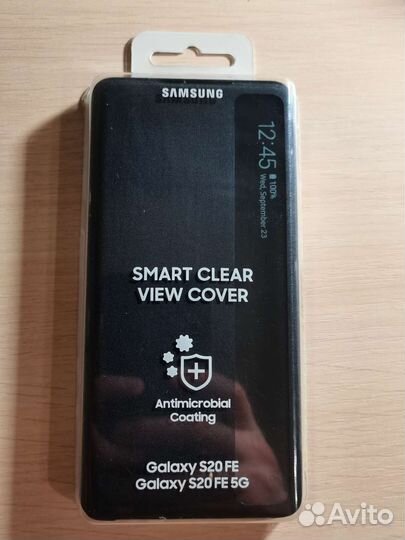 SAMSUNG
12:45
100%
Wed, September 23
SMART CLEAR
VIEW COVER
Antimicrobial
Coating
Galaxy S20 FE
Galaxy S20 FE 5G
Avito